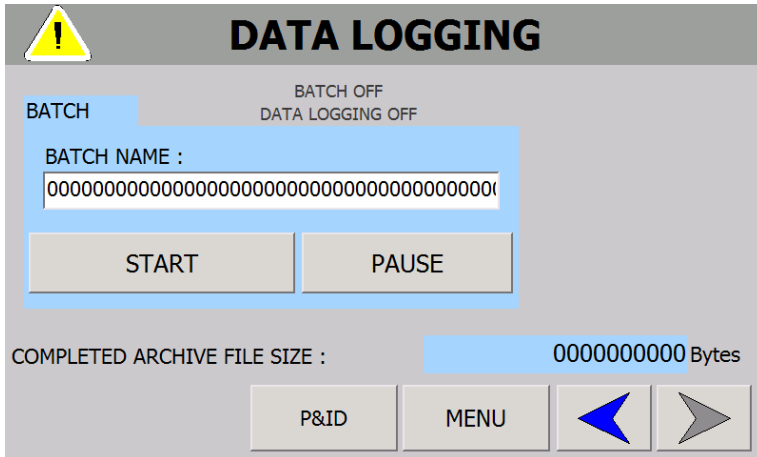 DATA LOGGING
BATCH OFF
BATCH
DATA LOGGING OFF
BATCH NAME :
START
PAUSE
COMPLETED ARCHIVE FILE SIZE :
0000000000 Bytes
P&ID
MENU